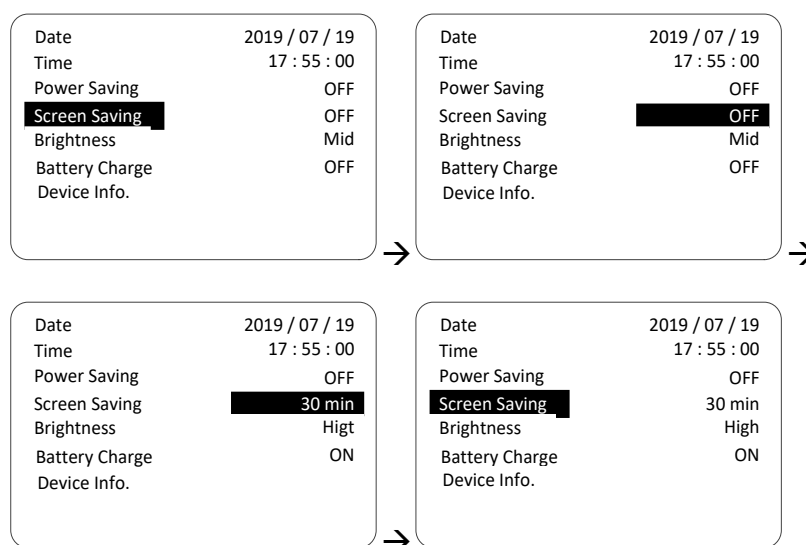 Date 2019 / 07 / 19
Time 17 : 55 : 00
Power Saving OFF
Screen Saving OFF
Brightness Mid
Battery Charge OFF
Device Info.
→
Date 2019 / 07 / 19
Time 17 : 55 : 00
Power Saving OFF
Screen Saving OFF
Brightness Mid
Battery Charge OFF
Device Info.
→
Date 2019 / 07 / 19
Time 17 : 55 : 00
Power Saving OFF
Screen Saving 30 min
Brightness Higt
Battery Charge ON
Device Info.
→
Date 2019 / 07 / 19
Time 17 : 55 : 00
Power Saving OFF
Screen Saving 30 min
Brightness High
Battery Charge ON
Device Info.